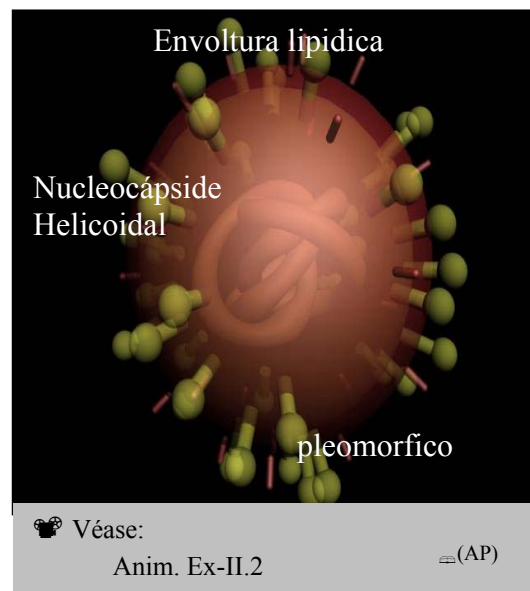 Envoltura lipidica
Nucleocápside
Helicoidal
pleomorfico
Véase:
Anim. Ex-II.2
(AP)